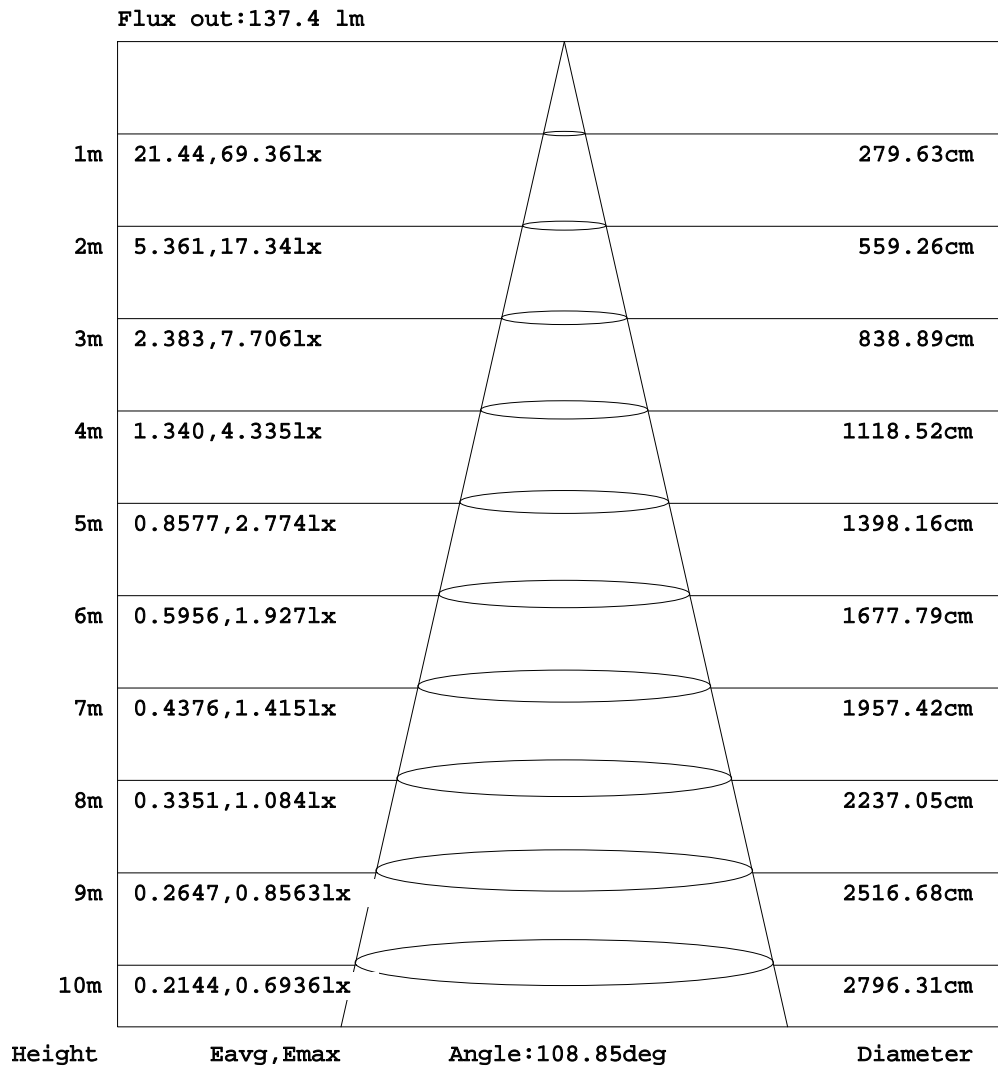 Flux out:137.4 lm
1m 21.44,69.36lx 279.63cm
2m 5.361,17.34lx 559.26cm
3m 2.383,7.706lx 838.89cm
4m 1.340,4.335lx 1118.52cm
5m 0.8577,2.774lx 1398.16cm
6m 0.5956,1.927lx 1677.79cm
7m 0.4376,1.415lx 1957.42cm
8m 0.3351,1.084lx 2237.05cm
9m 0.2647,0.8563lx 2516.68cm
10m 0.2144,0.6936lx 2796.31cm
Height Eavg,Emax Angle:108.85deg Diameter